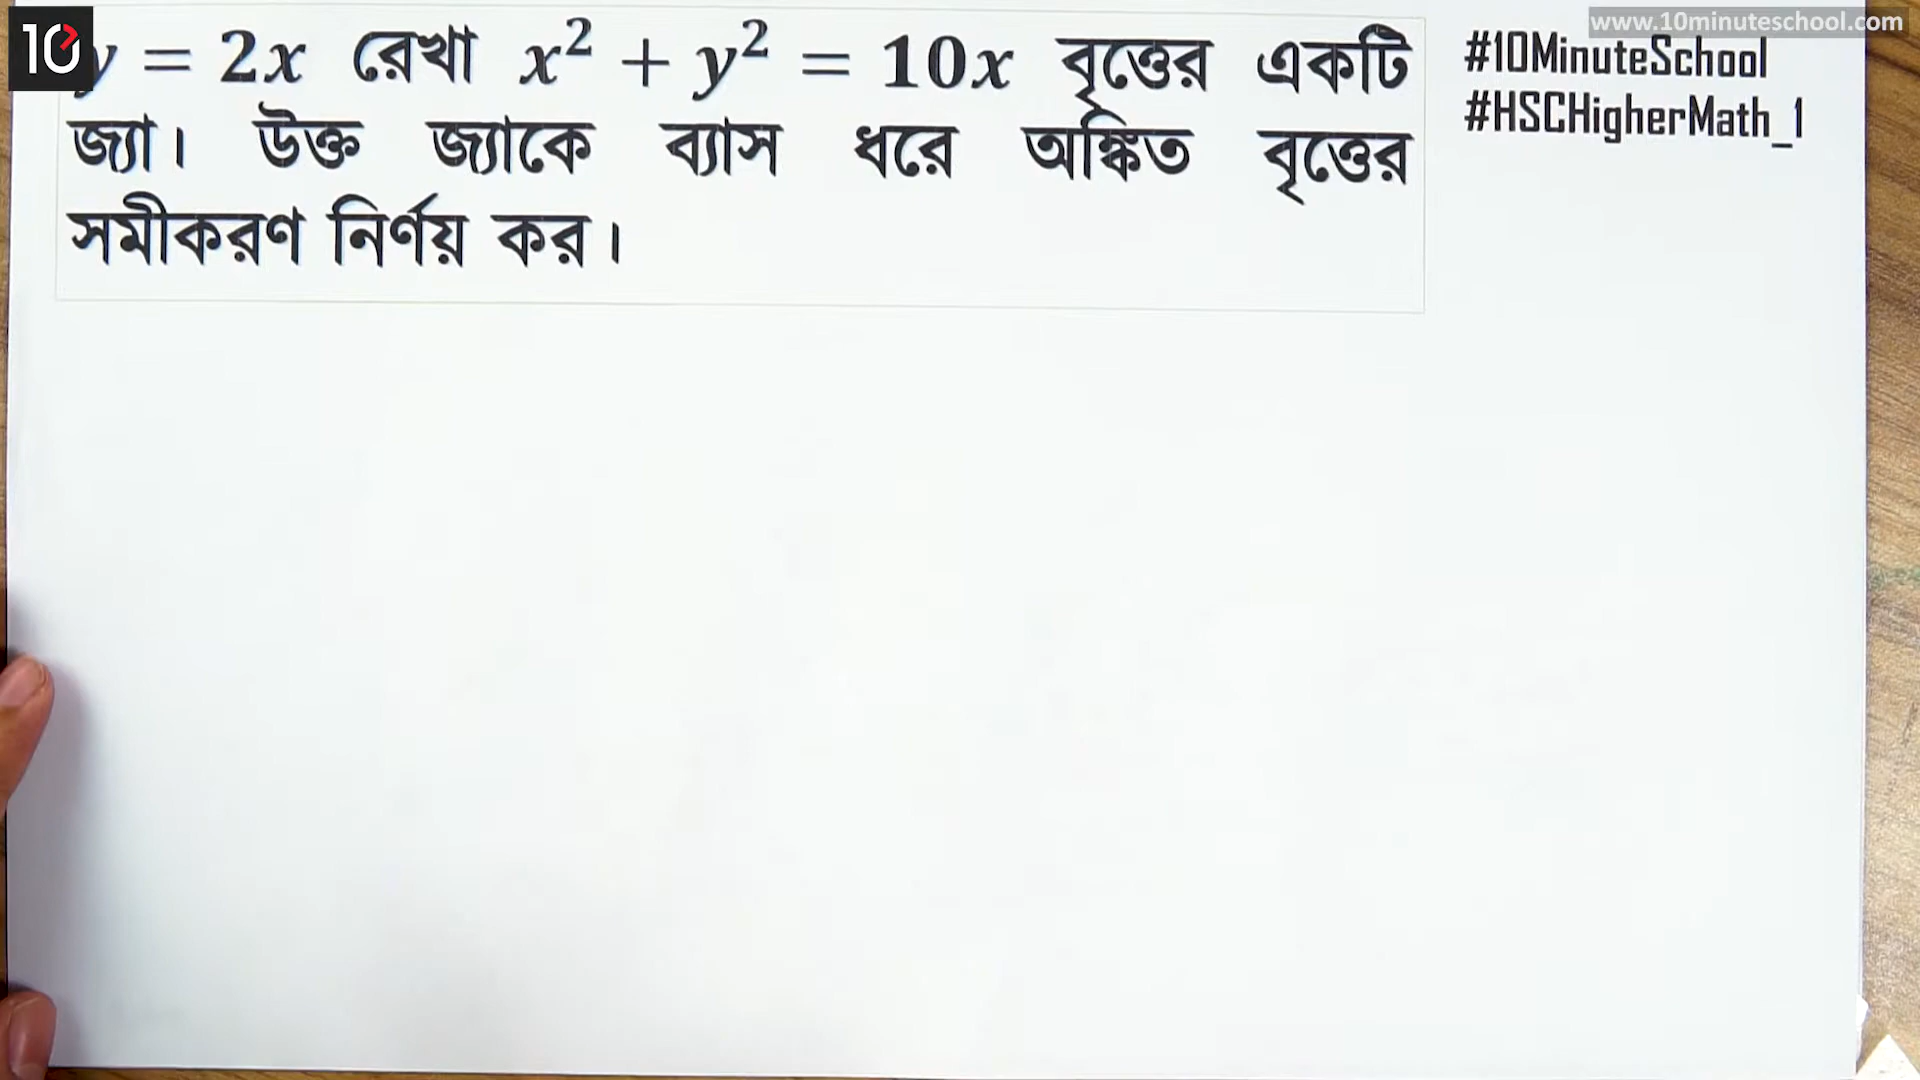 www.10minuteschool.com
10
y = 2x রেখা x² + y² = 10x বৃত্তের একটি
জ্যা। উক্ত জ্যাকে ব্যাস ধরে অঙ্কিত বৃত্তের
সমীকরণ নির্ণয় কর।
#10MinuteSchool
#HSCHigherMath_1